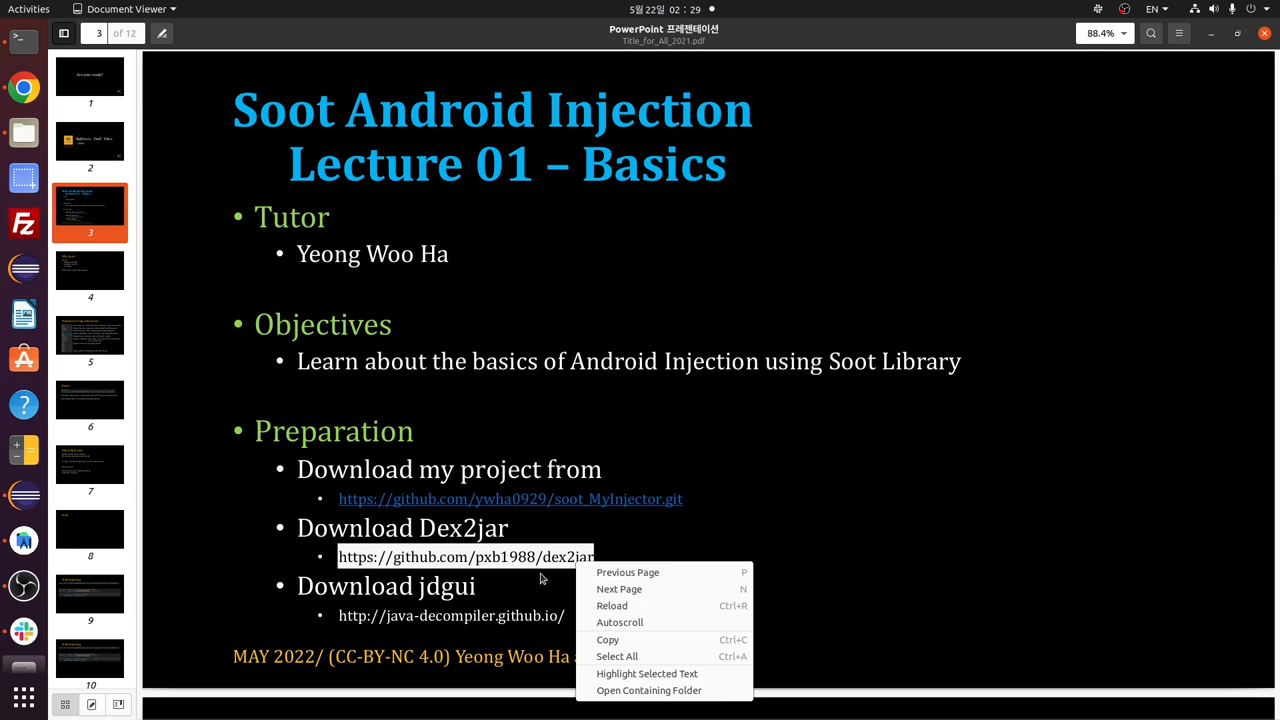 Activities
Document Viewer
5월 22일 02 : 29
EN
3
of 12
PowerPoint 프레젠테이션
Title_for_All_2021.pdf
88.4%
Are you ready?
1
2
3
4
5
6
7
8
9
10
Soot Android Injection
Lecture 01 – Basics
• Tutor
• Yeong Woo Ha
• Objectives
• Learn about the basics of Android Injection using Soot Library
• Preparation
• Download my project from
• https://github.com/ywha0929/soot_MyInjector.git
• Download Dex2jar
• https://github.com/pxb1988/dex2jar
• Download jdgui
• http://java-decompiler.github.io/
MAY 2022/ (CC-BY-NC 4.0) Yeong Woo Ha
Previous Page P
Next Page N
Reload Ctrl+R
Autoscroll
Copy Ctrl+C
Select All Ctrl+A
Highlight Selected Text
Open Containing Folder